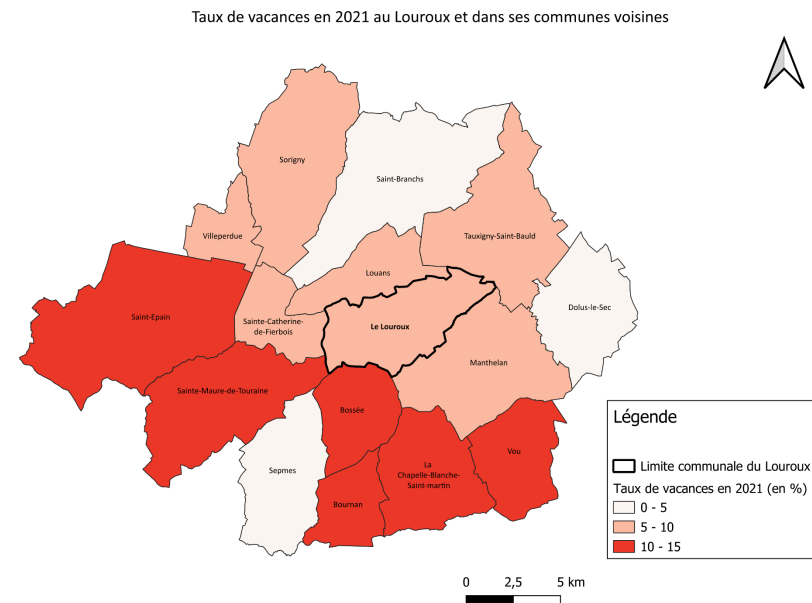 Taux de vacances en 2021 au Louroux et dans ses communes voisines
Sorigny
Saint-Branchs
Villeperdue
Tauxigny-Saint-Bauld
Louans
Saint-Epain
Sainte-Catherine-
de-Fierbois
Le Louroux
Dolus-le-Sec
Manthelan
Sainte-Maure-de-Touraine
Bossée
Sepmes
Bournan
La
Chapelle-Blanche-
Saint-martin
Vou
Légende
Limite communale du Louroux
Taux de vacances en 2021 (en %)
0 - 5
5 - 10
10 - 15
0 2,5 5 km